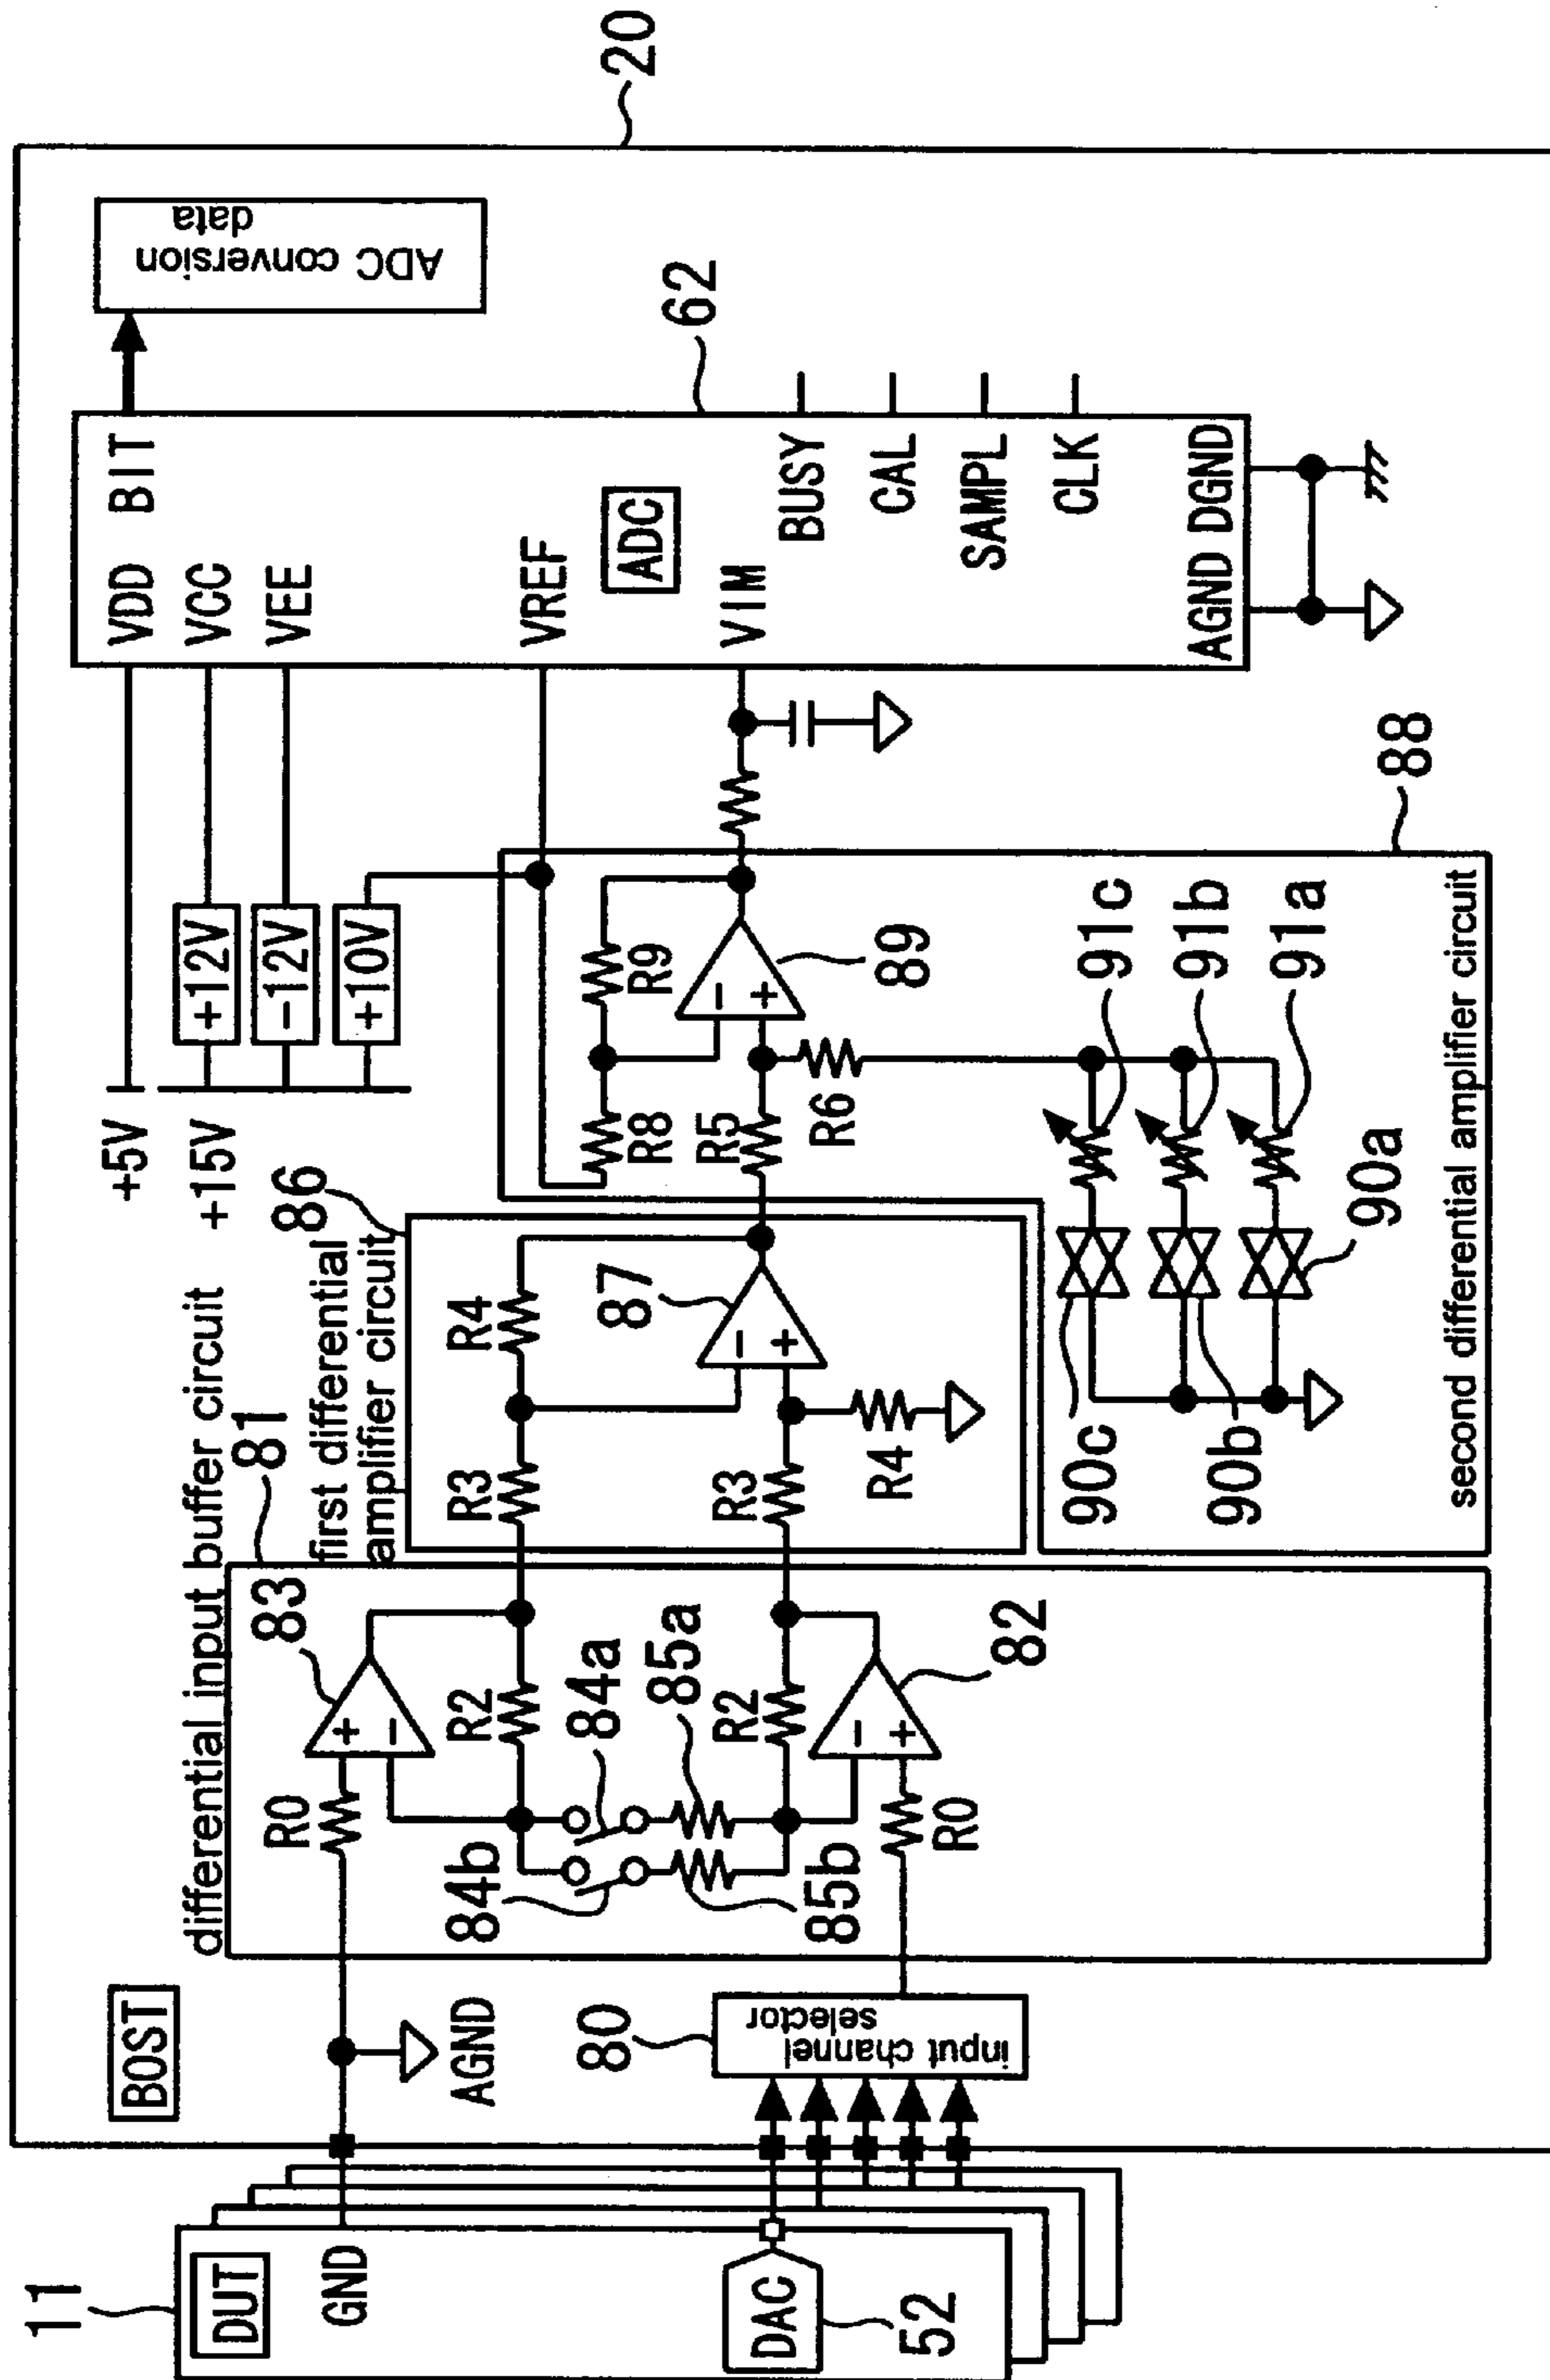 11
DUT
GND
DAC
52
BOST
AGND
80
input channel
selector
differential input buffer circuit
81
83
R0
R2
84a
84b
85a
85b
R2
82
R0
first differential
amplifier circuit
86
R3
R4
87
R3
R4
+
-
+
-
+
-
+5V
+15V
+12V
-12V
+10V
R8
R9
R5
R6
89
+
-
91c
91b
91a
90c
90b
90a
second differential amplifier circuit
88
VDD BIT
VCC
VEE
VREF
ADC
VIM
BUSY
CAL
SAMPL
CLK
AGND DGND
62
ADC conversion
data
20